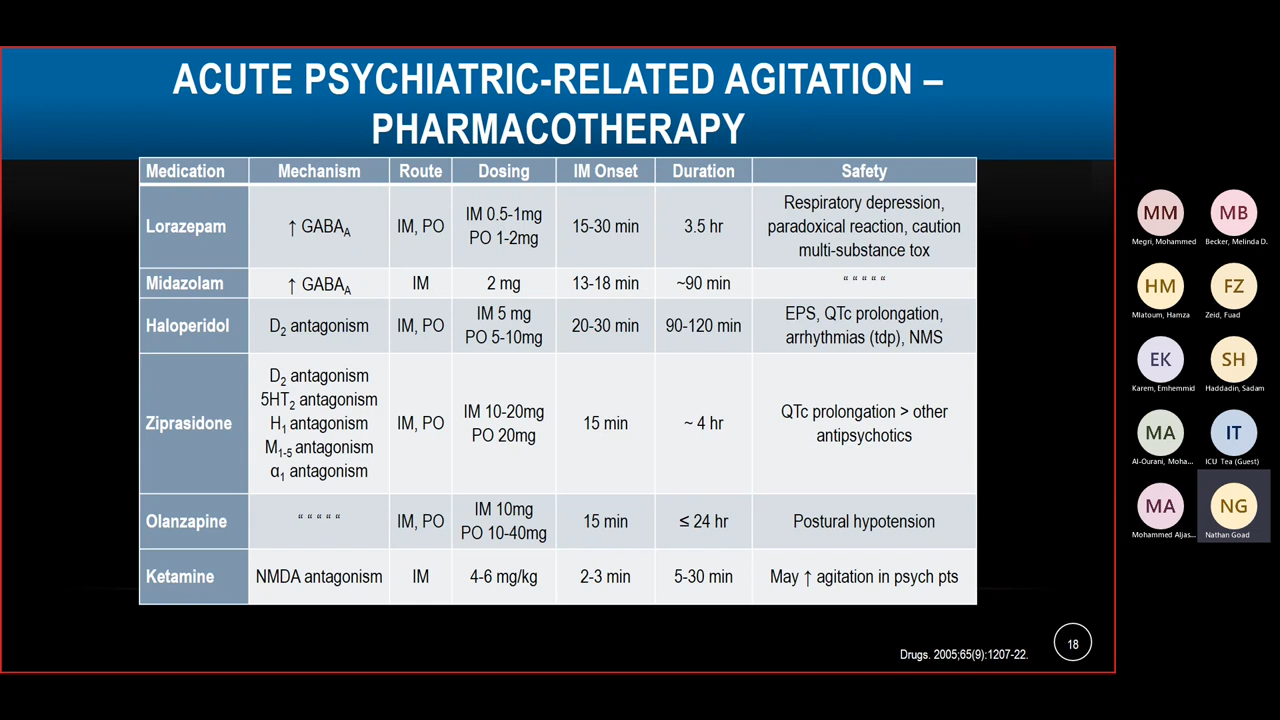 ACUTE PSYCHIATRIC-RELATED AGITATION –
PHARMACOTHERAPY
Medication Mechanism Route Dosing IM Onset Duration Safety
Lorazepam ↑ GABAA IM, PO IM 0.5-1mg PO 1-2mg 15-30 min 3.5 hr Respiratory depression, paradoxical reaction, caution multi-substance tox
Midazolam ↑ GABAA IM 2 mg 13-18 min ~90 min “ “ “ “ “
Haloperidol D2 antagonism IM, PO IM 5 mg PO 5-10mg 20-30 min 90-120 min EPS, QTc prolongation, arrhythmias (tdp), NMS
Ziprasidone D2 antagonism 5HT2 antagonism H1 antagonism M1-5 antagonism α1 antagonism IM, PO IM 10-20mg PO 20mg 15 min ~ 4 hr QTc prolongation > other antipsychotics
Olanzapine “ “ “ “ “ IM, PO IM 10mg PO 10-40mg 15 min ≤ 24 hr Postural hypotension
Ketamine NMDA antagonism IM 4-6 mg/kg 2-3 min 5-30 min May ↑ agitation in psych pts
Drugs. 2005;65(9):1207-22.
18
MM MB
Megri, Mohammed Becker, Melinda D.
HM FZ
Mlatoum, Hamza Zeid, Fuad
EK SH
Karem, Emhemmid Haddadin, Sadam
MA IT
Al-Ourani, Moha... ICU Tea (Guest)
MA NG
Mohammed Aljas... Nathan Goad